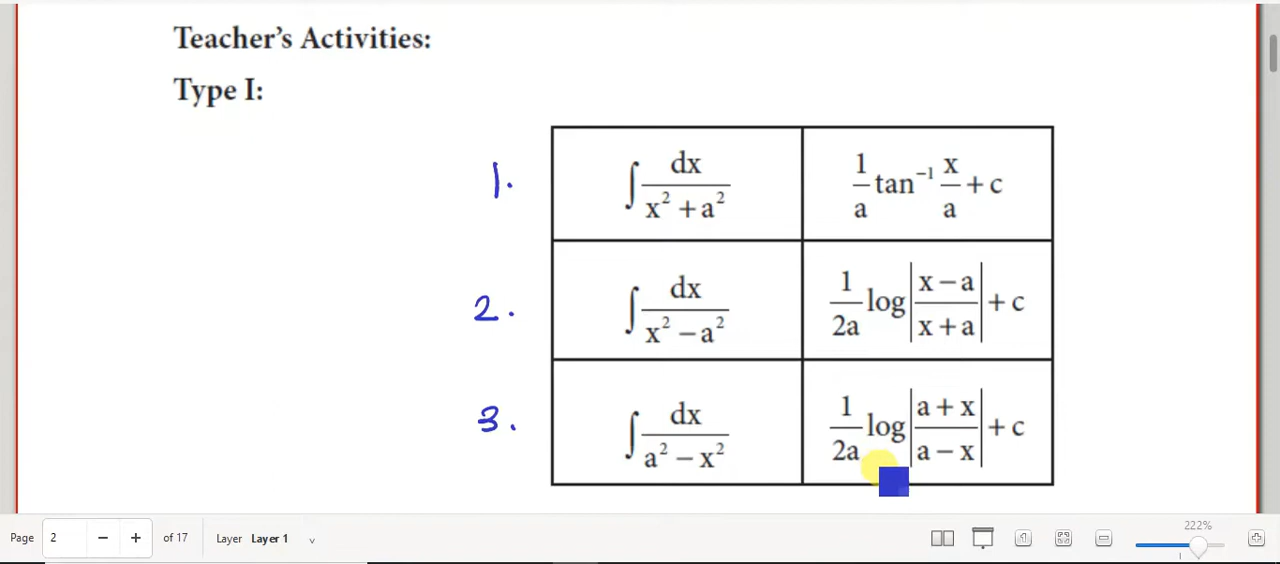 Teacher's Activities:
Type I:
1. ∫ dx / (x² + a²) 1/a tan⁻¹ x/a + c
2. ∫ dx / (x² − a²) 1/2a log |(x − a)/(x + a)| + c
3. ∫ dx / (a² − x²) 1/2a log |(a + x)/(a − x)| + c
Page 2 − + of 17 Layer Layer 1 222%